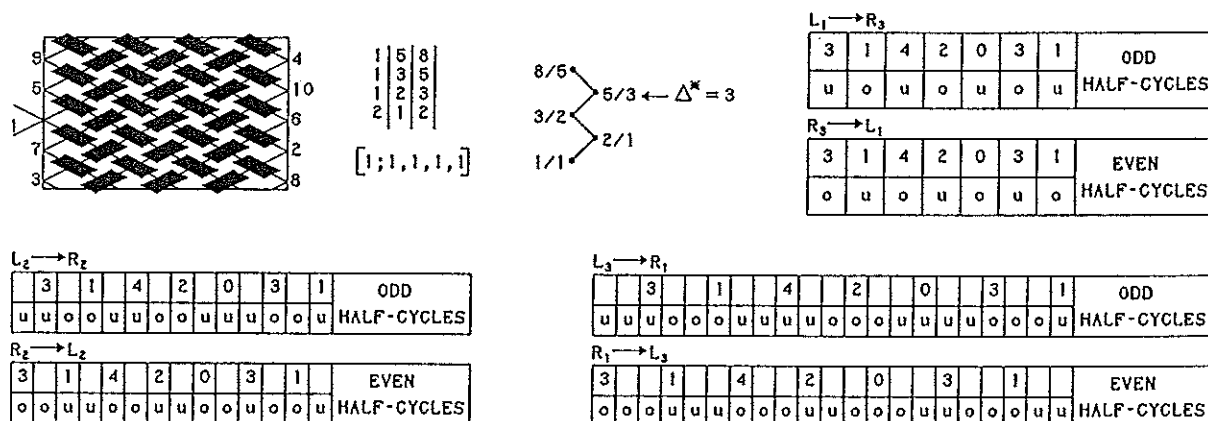 9
5
1
7
3
4
10
6
2
8
1 5 8
1 3 5
1 2 3
2 1 2
[1;1,1,1,1]
8/5
5/3 ← Δ* = 3
3/2
2/1
1/1
L1→R3
3 1 4 2 0 3 1 ODD
u o u o u o u HALF-CYCLES
R3→L1
3 1 4 2 0 3 1 EVEN
o u o u o u o HALF-CYCLES
L2→R2
3 1 4 2 0 3 1 ODD
HALF-CYCLES
R2→L2
3 1 4 2 0 3 1 EVEN
HALF-CYCLES
L3→R1
3 1 4 2 0 3 1 ODD
HALF-CYCLES
R1→L3
3 1 4 2 0 3 1 EVEN
HALF-CYCLES